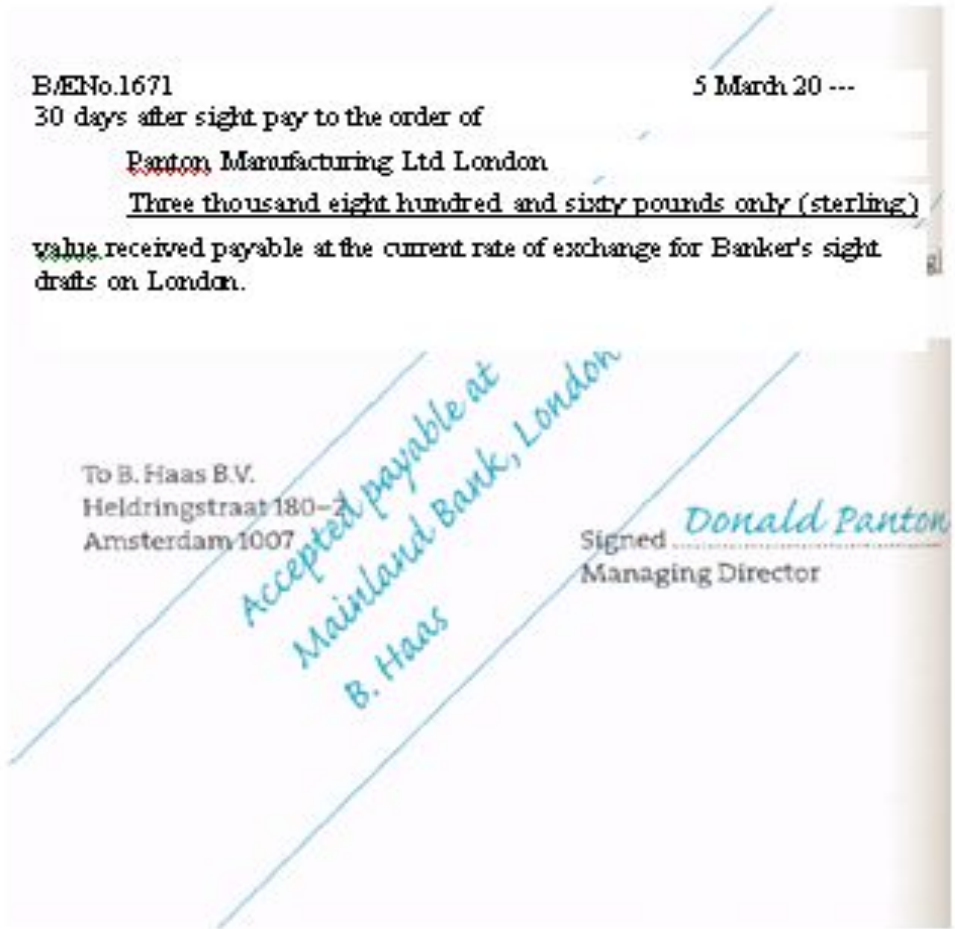 B/ENo.1671 5 March 20 ---
30 days after sight pay to the order of
Panton Manufacturing Ltd London
Three thousand eight hundred and sixty pounds only (sterling)
value received payable at the current rate of exchange for Banker's sight
drafts on London.
Accepted payable at
Mainland Bank, London
B. Haas
To B. Haas B.V.
Heldringstraat 180–2
Amsterdam 1007
Signed Donald Panton
Managing Director